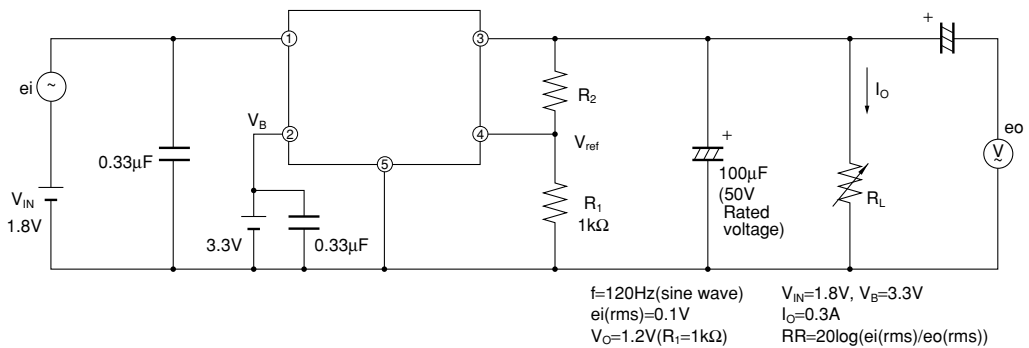 +
①
③
ei
~
R₂
I_O
V_B
②
④
V_ref
+
eo
V
~
0.33µF
⑤
100µF
(50V
Rated
voltage)
R_L
V_IN
1.8V
R₁
1kΩ
3.3V
0.33µF
f=120Hz(sine wave)
ei(rms)=0.1V
V_O=1.2V(R₁=1kΩ)
V_IN=1.8V, V_B=3.3V
I_O=0.3A
RR=20log(ei(rms)/eo(rms))